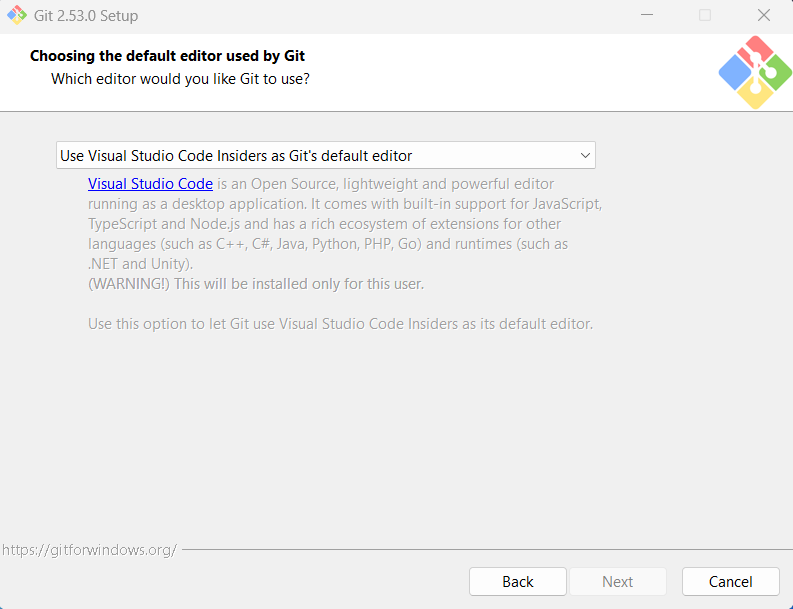 Git 2.53.0 Setup
Choosing the default editor used by Git
Which editor would you like Git to use?
Use Visual Studio Code Insiders as Git's default editor
Visual Studio Code is an Open Source, lightweight and powerful editor
running as a desktop application. It comes with built-in support for JavaScript,
TypeScript and Node.js and has a rich ecosystem of extensions for other
languages (such as C++, C#, Java, Python, PHP, Go) and runtimes (such as
.NET and Unity).
(WARNING!) This will be installed only for this user.
Use this option to let Git use Visual Studio Code Insiders as its default editor.
https://gitforwindows.org/
Back Next Cancel